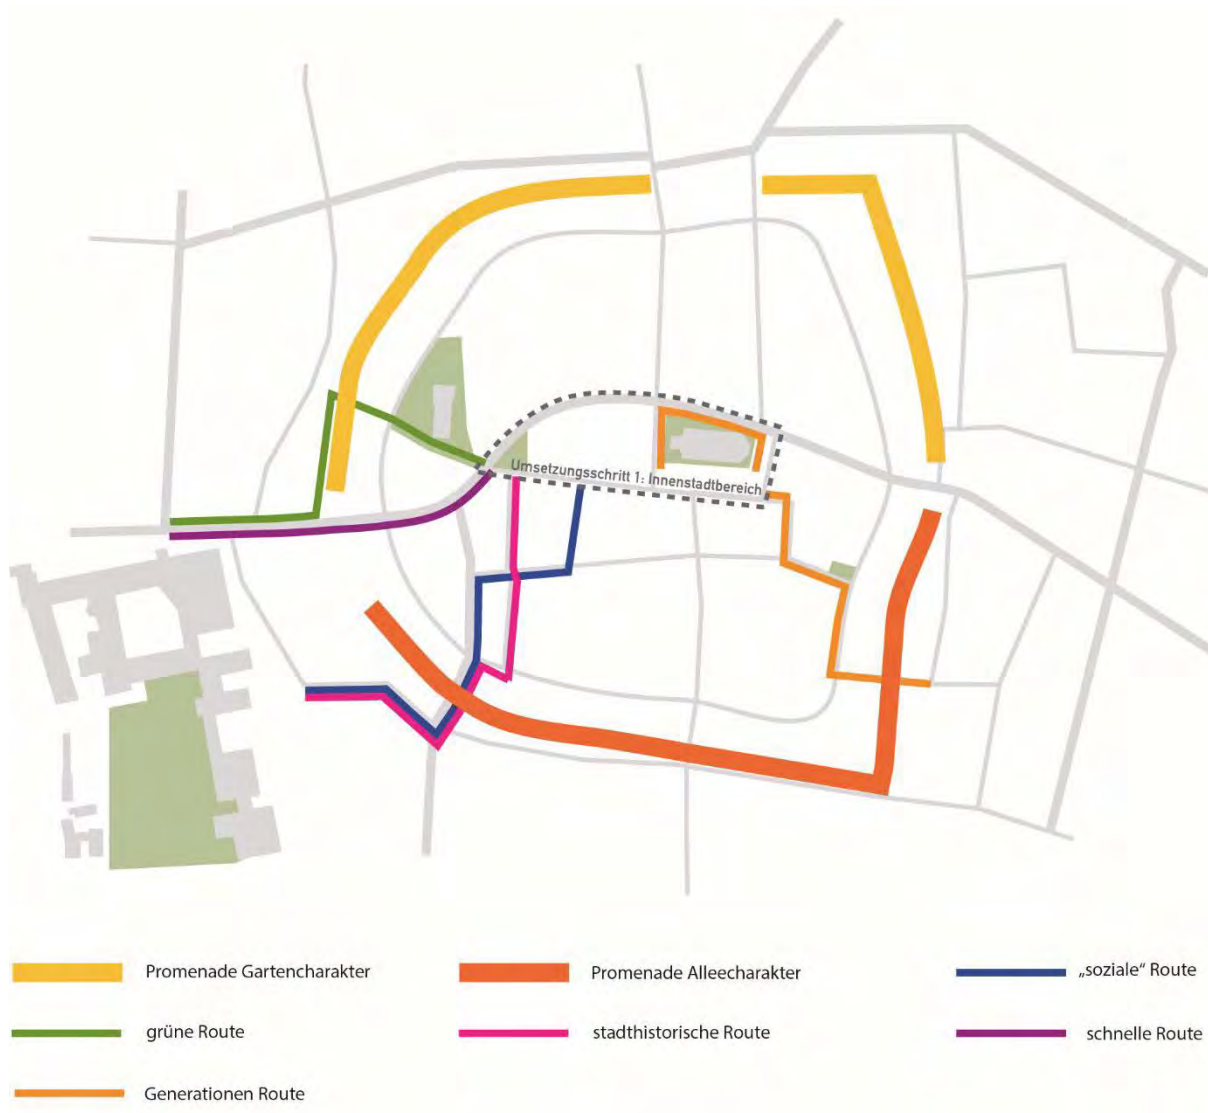 Umsetzungsschritt 1: Innenstadtbereich
Promenade Gartencharakter
Promenade Alleecharakter
„soziale“ Route
grüne Route
stadthistorische Route
schnelle Route
Generationen Route